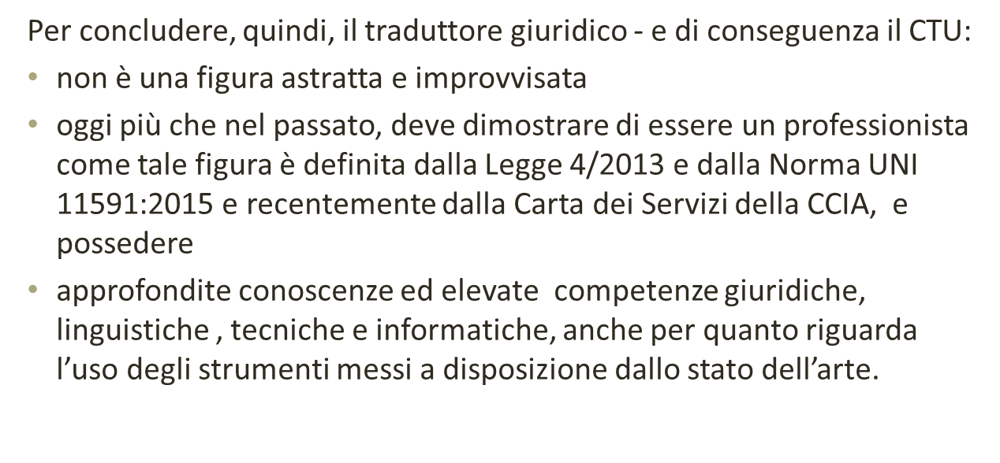 Per concludere, quindi, il traduttore giuridico - e di conseguenza il CTU:
• non è una figura astratta e improvvisata
• oggi più che nel passato, deve dimostrare di essere un professionista
come tale figura è definita dalla Legge 4/2013 e dalla Norma UNI
11591:2015 e recentemente dalla Carta dei Servizi della CCIA,  e
possedere
• approfondite conoscenze ed elevate  competenze giuridiche,
linguistiche , tecniche e informatiche, anche per quanto riguarda
l’uso degli strumenti messi a disposizione dallo stato dell’arte.